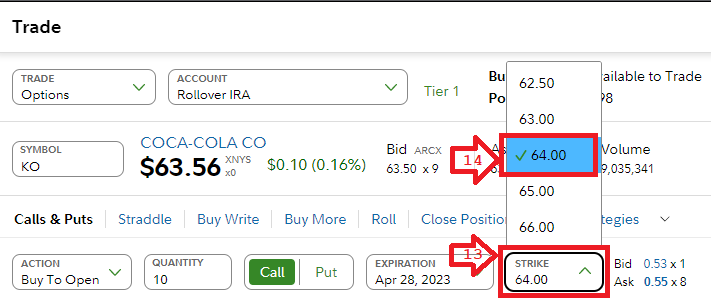 Trade
TRADE
Options
ACCOUNT
Rollover IRA
Tier 1
Bu
Po
vailable to Trade
98
SYMBOL
KO
COCA-COLA CO
$63.56
XNYS
x0
$0.10 (0.16%)
Bid ARCX
63.50 x 9
As
63
Volume
9,035,341
62.50
63.00
14
64.00
65.00
66.00
Calls & Puts
Straddle
Buy Write
Buy More
Roll
Close Position
tegies
13
ACTION
Buy To Open
QUANTITY
10
Call
Put
EXPIRATION
Apr 28, 2023
STRIKE
64.00
Bid 0.53 x 1
Ask 0.55 x 8